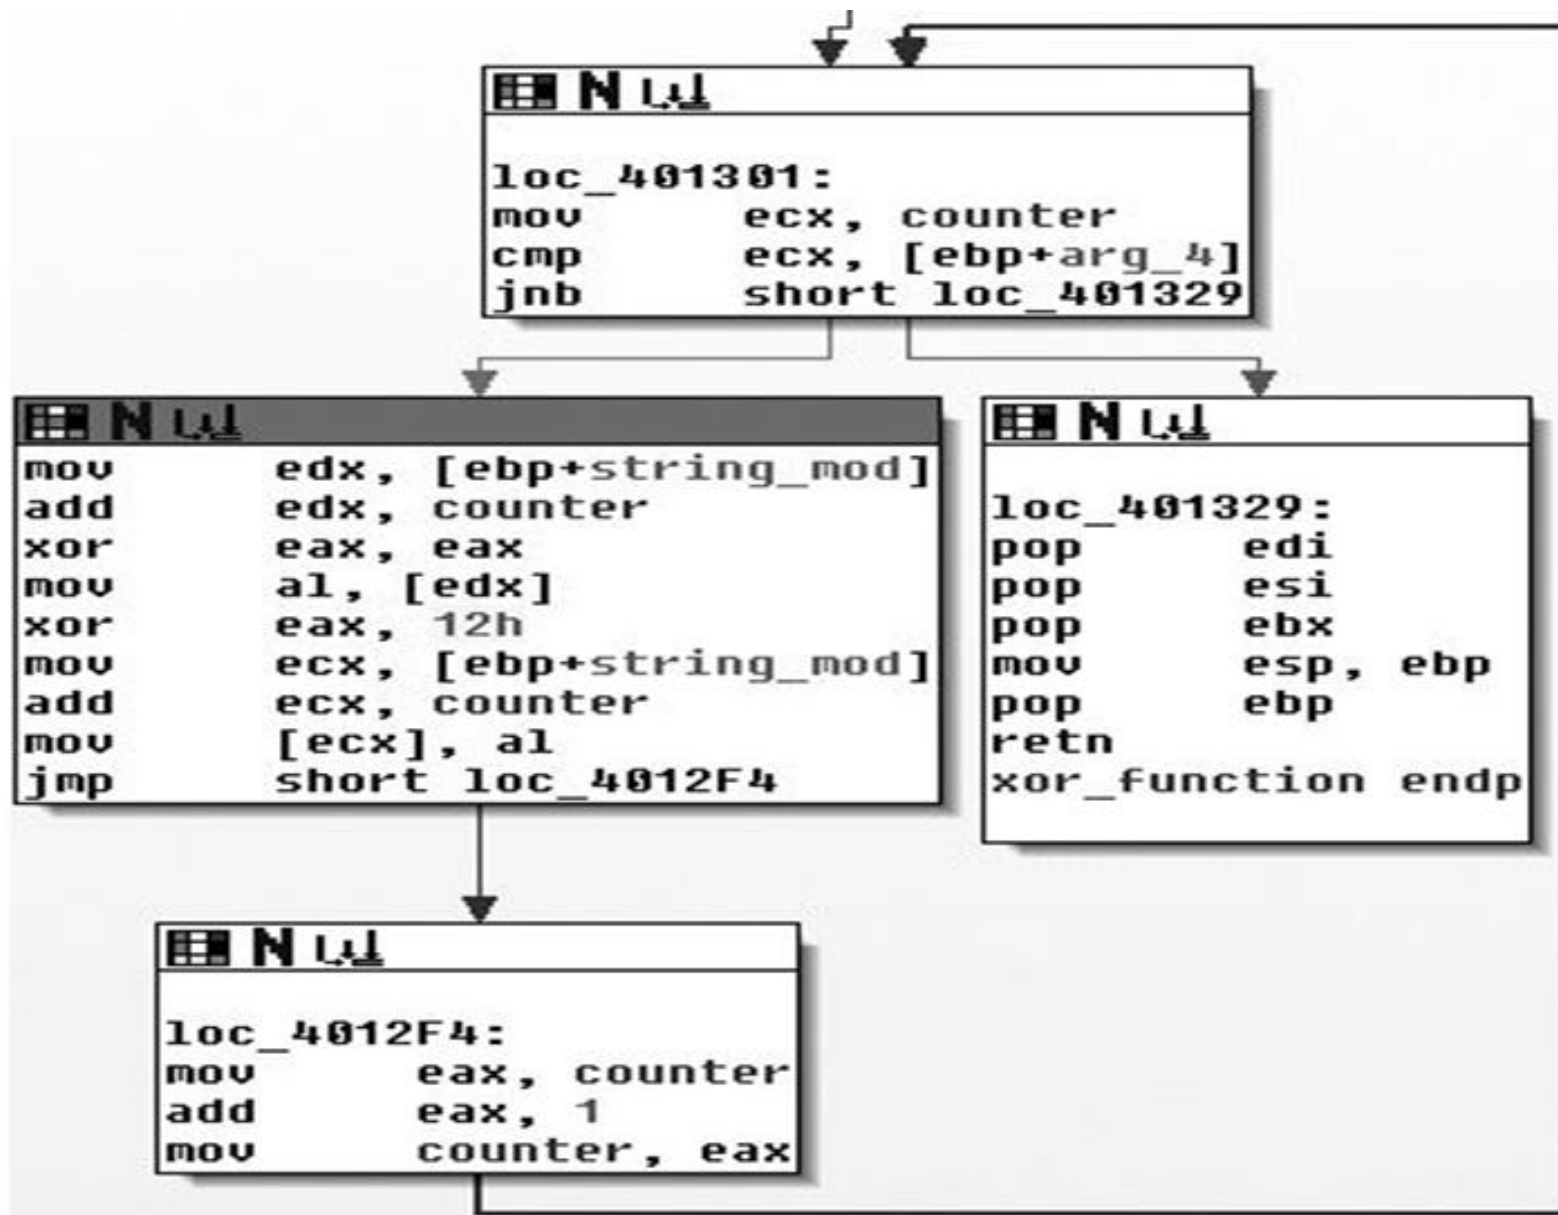 loc_401301:
mov ecx, counter
cmp ecx, [ebp+arg_4]
jnb short loc_401329
mov edx, [ebp+string_mod]
add edx, counter
xor eax, eax
mov al, [edx]
xor eax, 12h
mov ecx, [ebp+string_mod]
add ecx, counter
mov [ecx], al
jmp short loc_4012F4
loc_401329:
pop edi
pop esi
pop ebx
mov esp, ebp
pop ebp
retn
xor_function endp
loc_4012F4:
mov eax, counter
add eax, 1
mov counter, eax